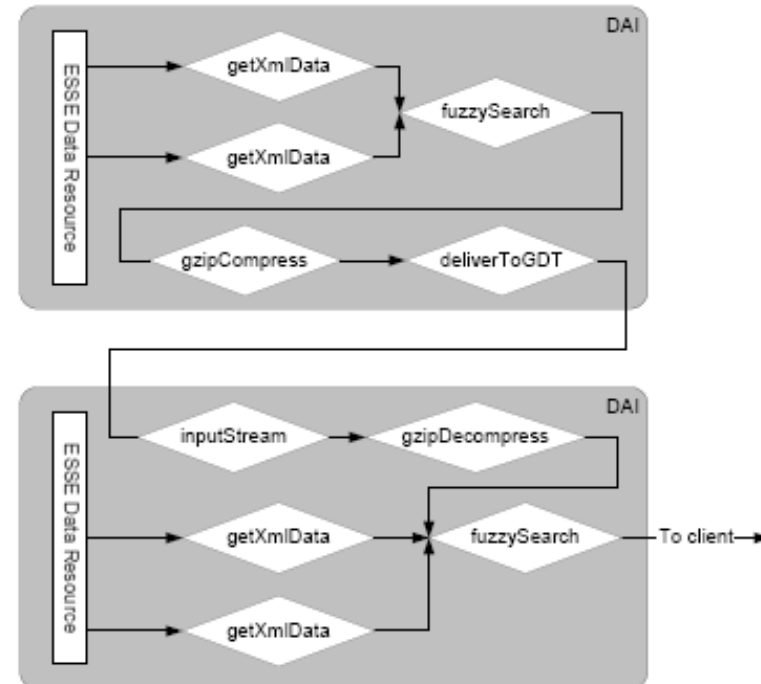 DAI
ESSE Data Resource
getXmlData
fuzzySearch
getXmlData
gzipCompress
deliverToGDT
DAI
ESSE Data Resource
inputStream
gzipDecompress
getXmlData
fuzzySearch
To client
getXmlData